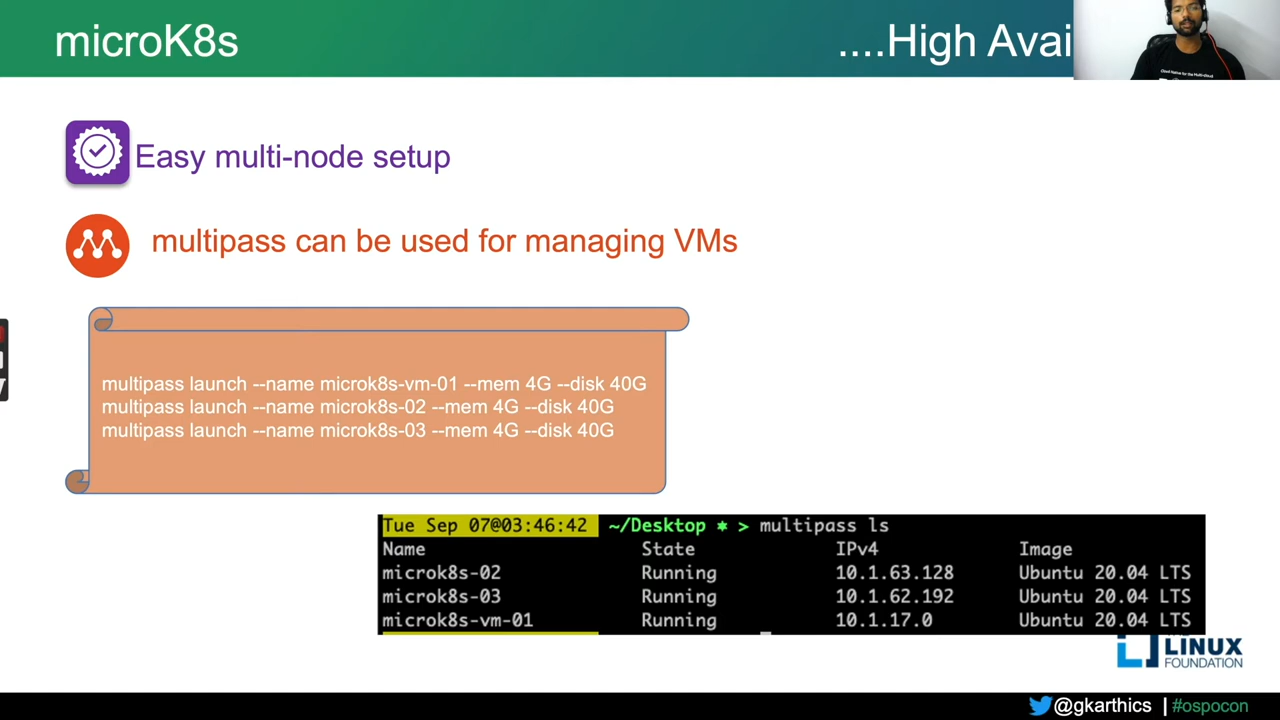 microK8s
....High Avai
Easy multi-node setup
multipass can be used for managing VMs
multipass launch --name microk8s-vm-01 --mem 4G --disk 40G
multipass launch --name microk8s-02 --mem 4G --disk 40G
multipass launch --name microk8s-03 --mem 4G --disk 40G
Tue Sep 07@03:46:42 ~/Desktop * > multipass ls
Name State IPv4 Image
microk8s-02 Running 10.1.63.128 Ubuntu 20.04 LTS
microk8s-03 Running 10.1.62.192 Ubuntu 20.04 LTS
microk8s-vm-01 Running 10.1.17.0 Ubuntu 20.04 LTS
LINUX
FOUNDATION
@gkarthics | #ospocon